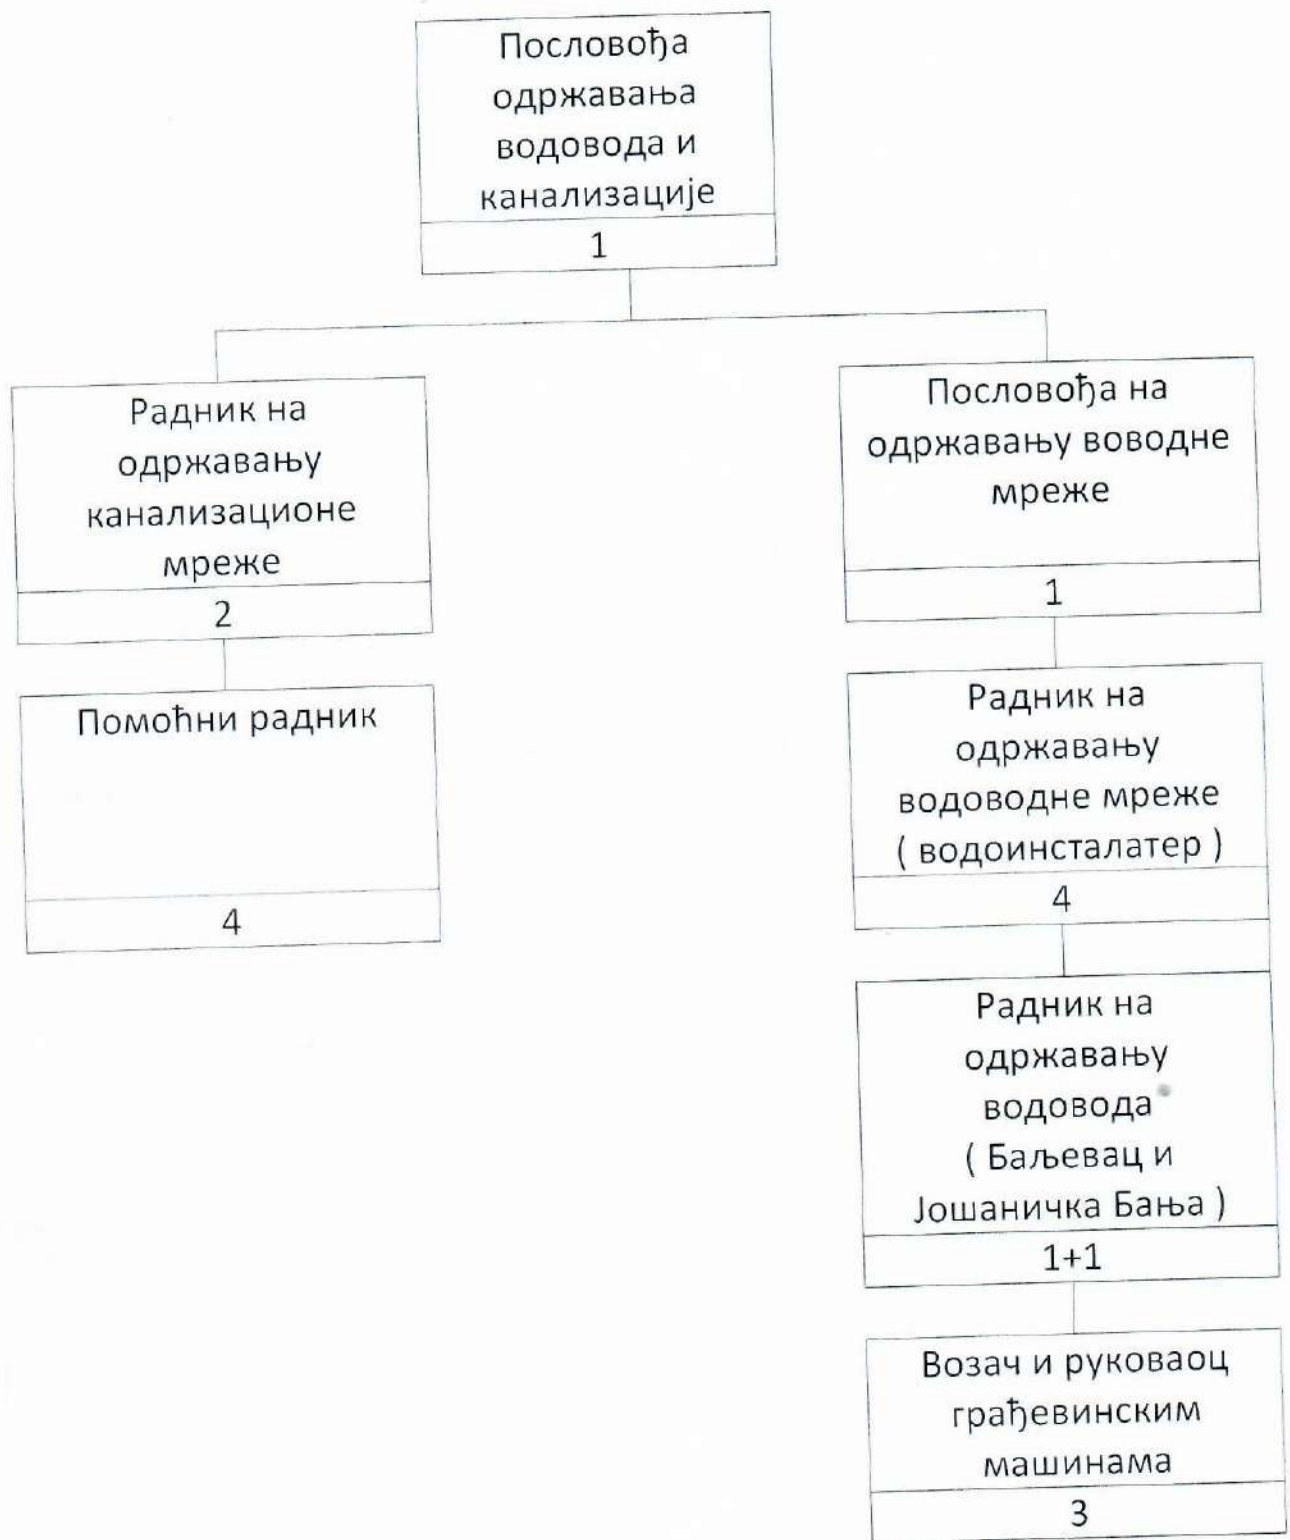 Пословођа
одржавања
водовода и
канализације
1
Радник на
одржавању
канализационе
мреже
2
Помоћни радник
4
Пословођа на
одржавању воводне
мреже
1
Радник на
одржавању
водоводне мреже
( водоинсталатер )
4
Радник на
одржавању
водовода
( Баљевац и
Јошаничка Бања )
1+1
Возач и руковаоц
грађевинским
машинама
3